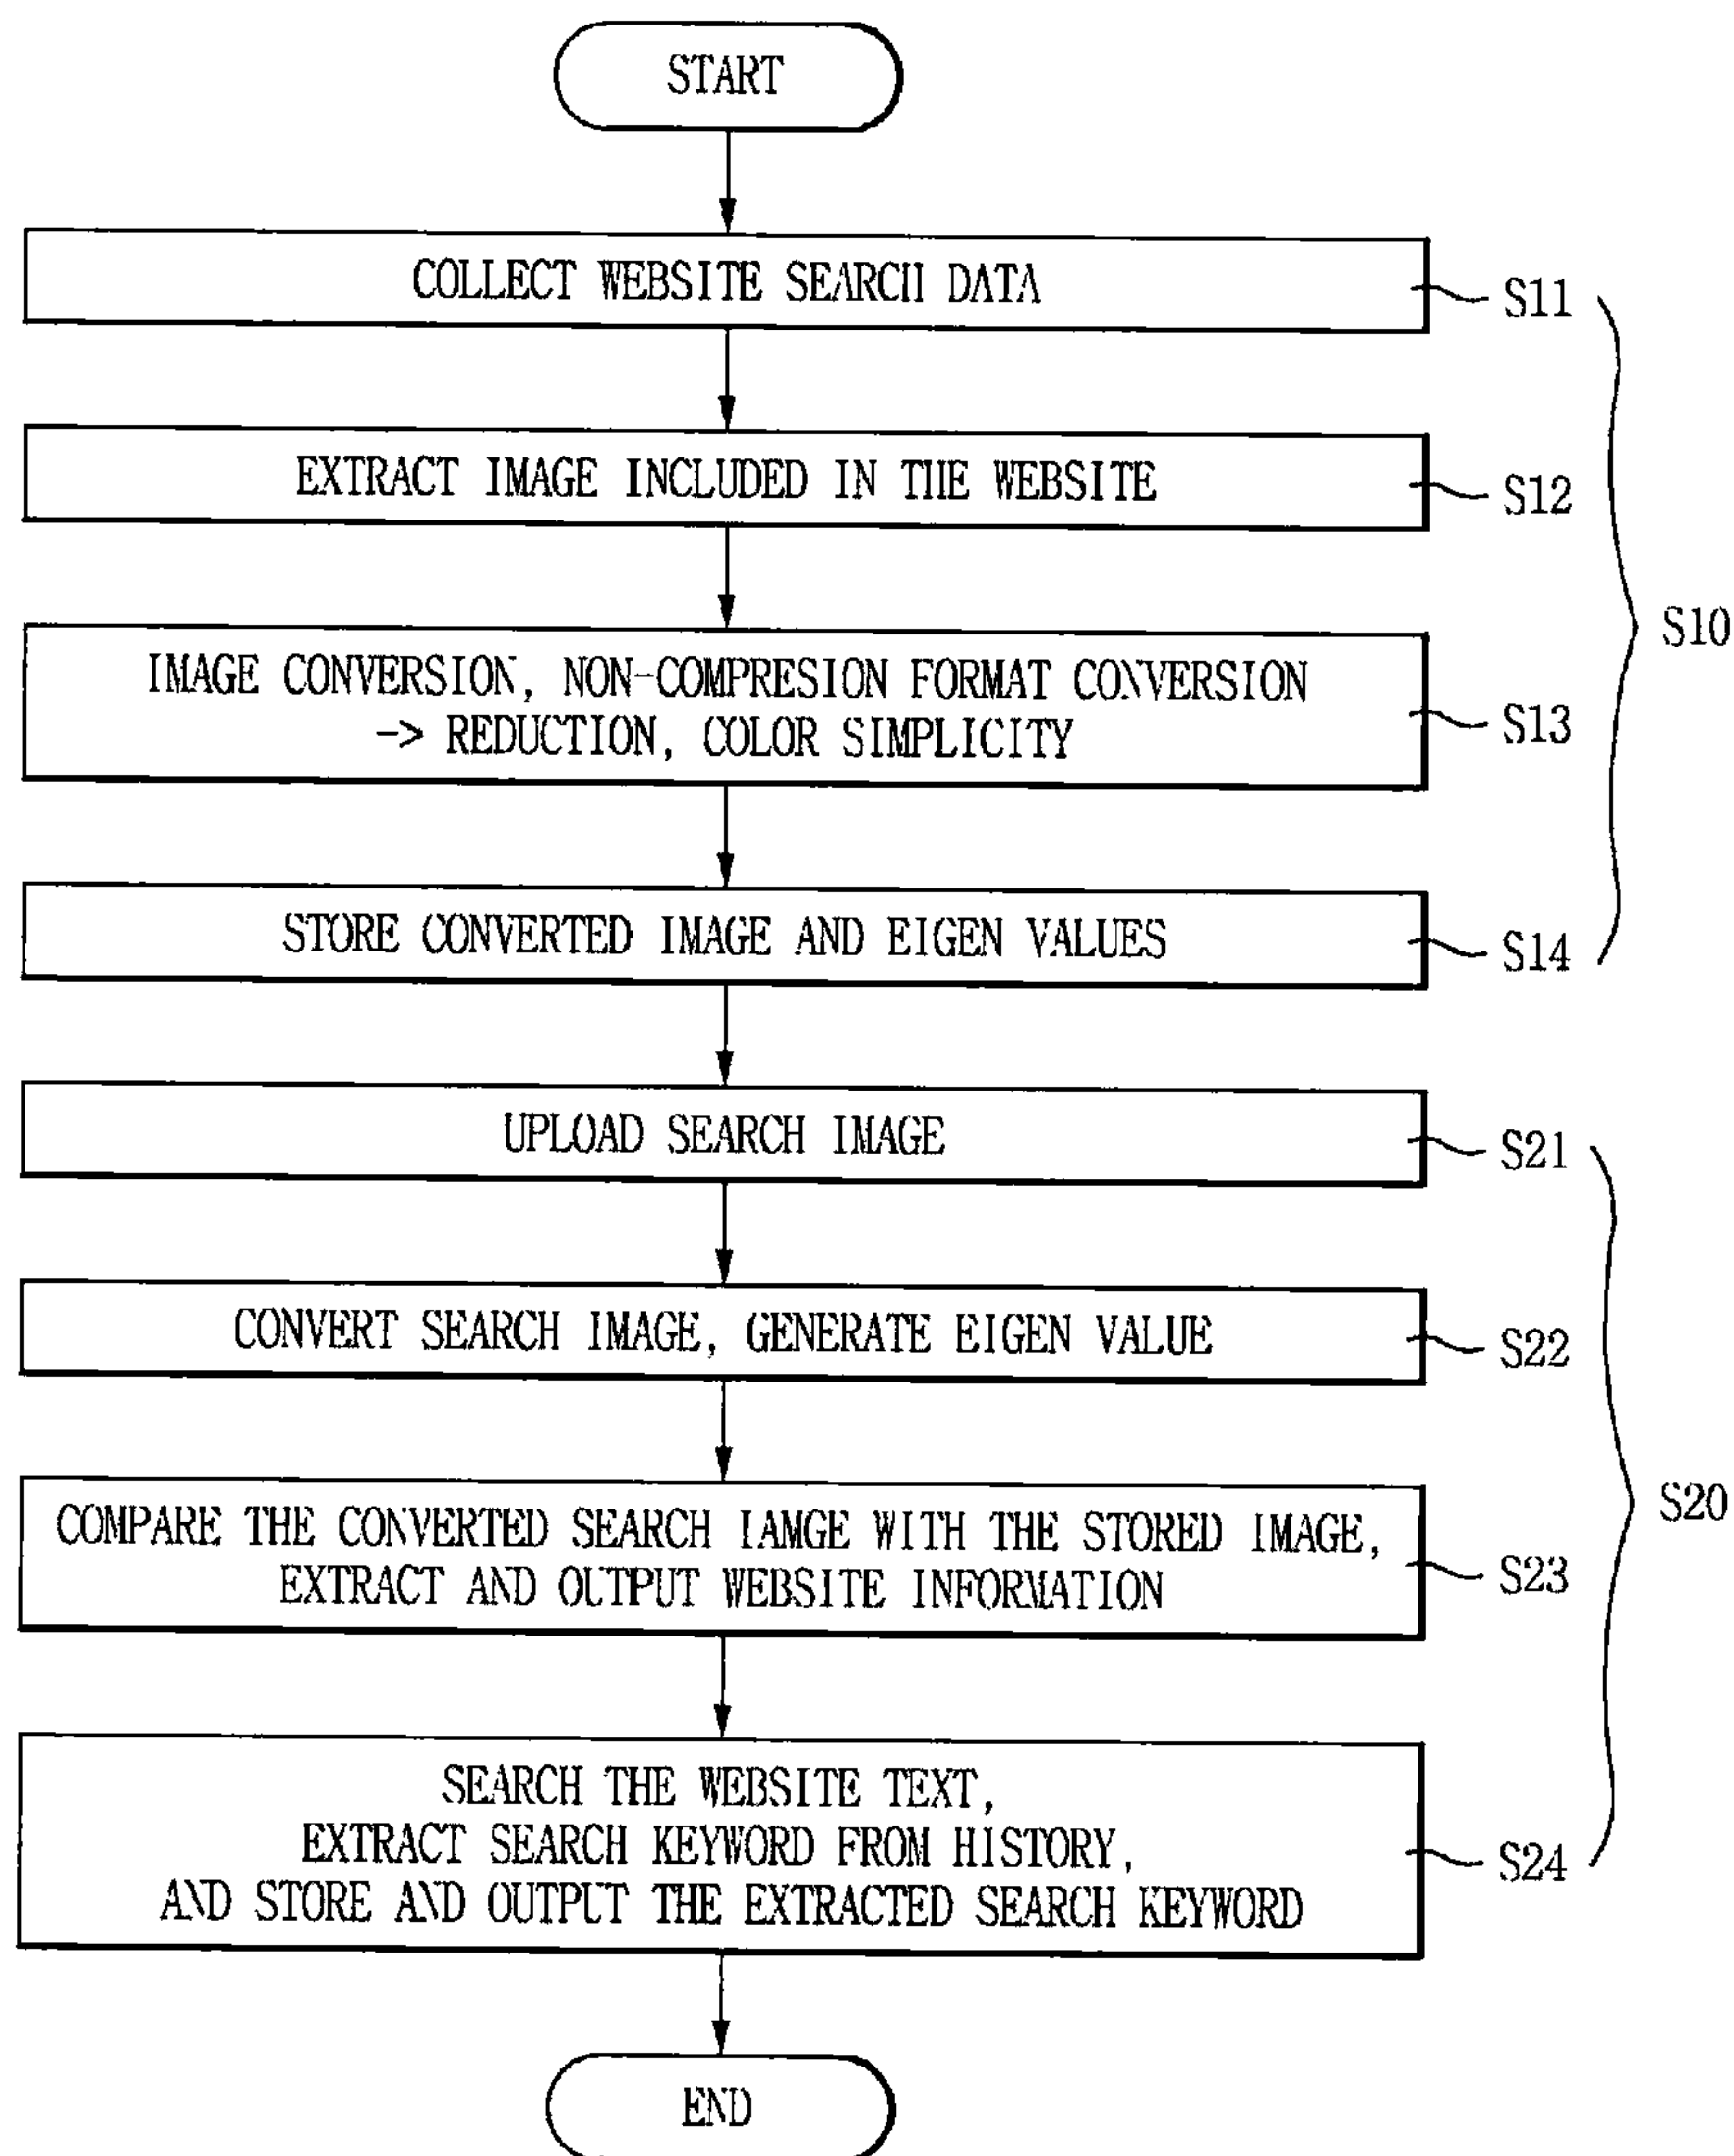 START
COLLECT WEBSITE SEARCH DATA
S11
EXTRACT IMAGE INCLUDED IN THE WEBSITE
S12
IMAGE CONVERSION, NON-COMPRESION FORMAT CONVERSION
-> REDUCTION, COLOR SIMPLICITY
S13
S10
STORE CONVERTED IMAGE AND EIGEN VALUES
S14
UPLOAD SEARCH IMAGE
S21
CONVERT SEARCH IMAGE, GENERATE EIGEN VALUE
S22
COMPARE THE CONVERTED SEARCH IAMGE WITH THE STORED IMAGE,
EXTRACT AND OUTPUT WEBSITE INFORMATION
S23
S20
SEARCH THE WEBSITE TEXT,
EXTRACT SEARCH KEYWORD FROM HISTORY,
AND STORE AND OUTPUT THE EXTRACTED SEARCH KEYWORD
S24
END